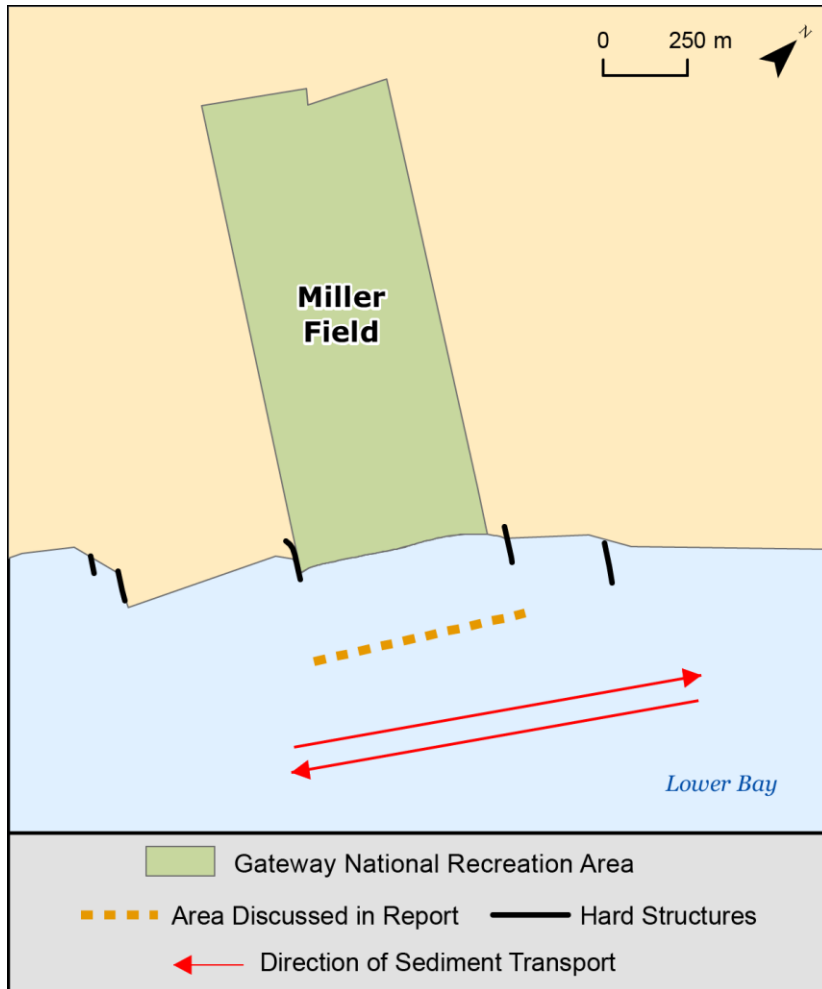 N
0 250 m
Miller
Field
Lower Bay
Gateway National Recreation Area
Area Discussed in Report Hard Structures
Direction of Sediment Transport